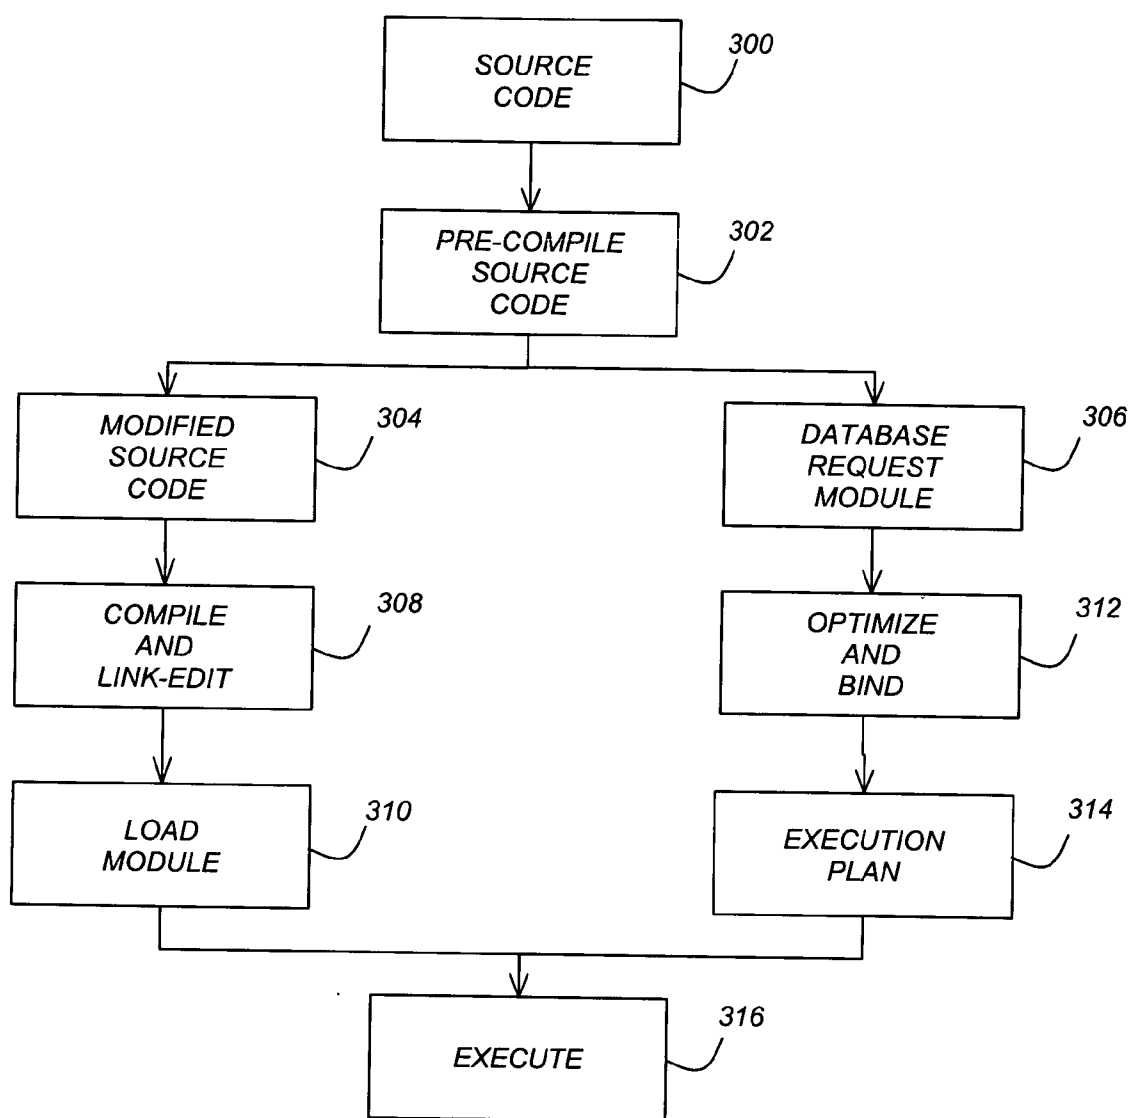 SOURCE
CODE
300
PRE-COMPILE
SOURCE
CODE
302
MODIFIED
SOURCE
CODE
304
DATABASE
REQUEST
MODULE
306
COMPILE
AND
LINK-EDIT
308
OPTIMIZE
AND
BIND
312
LOAD
MODULE
310
EXECUTION
PLAN
314
EXECUTE
316